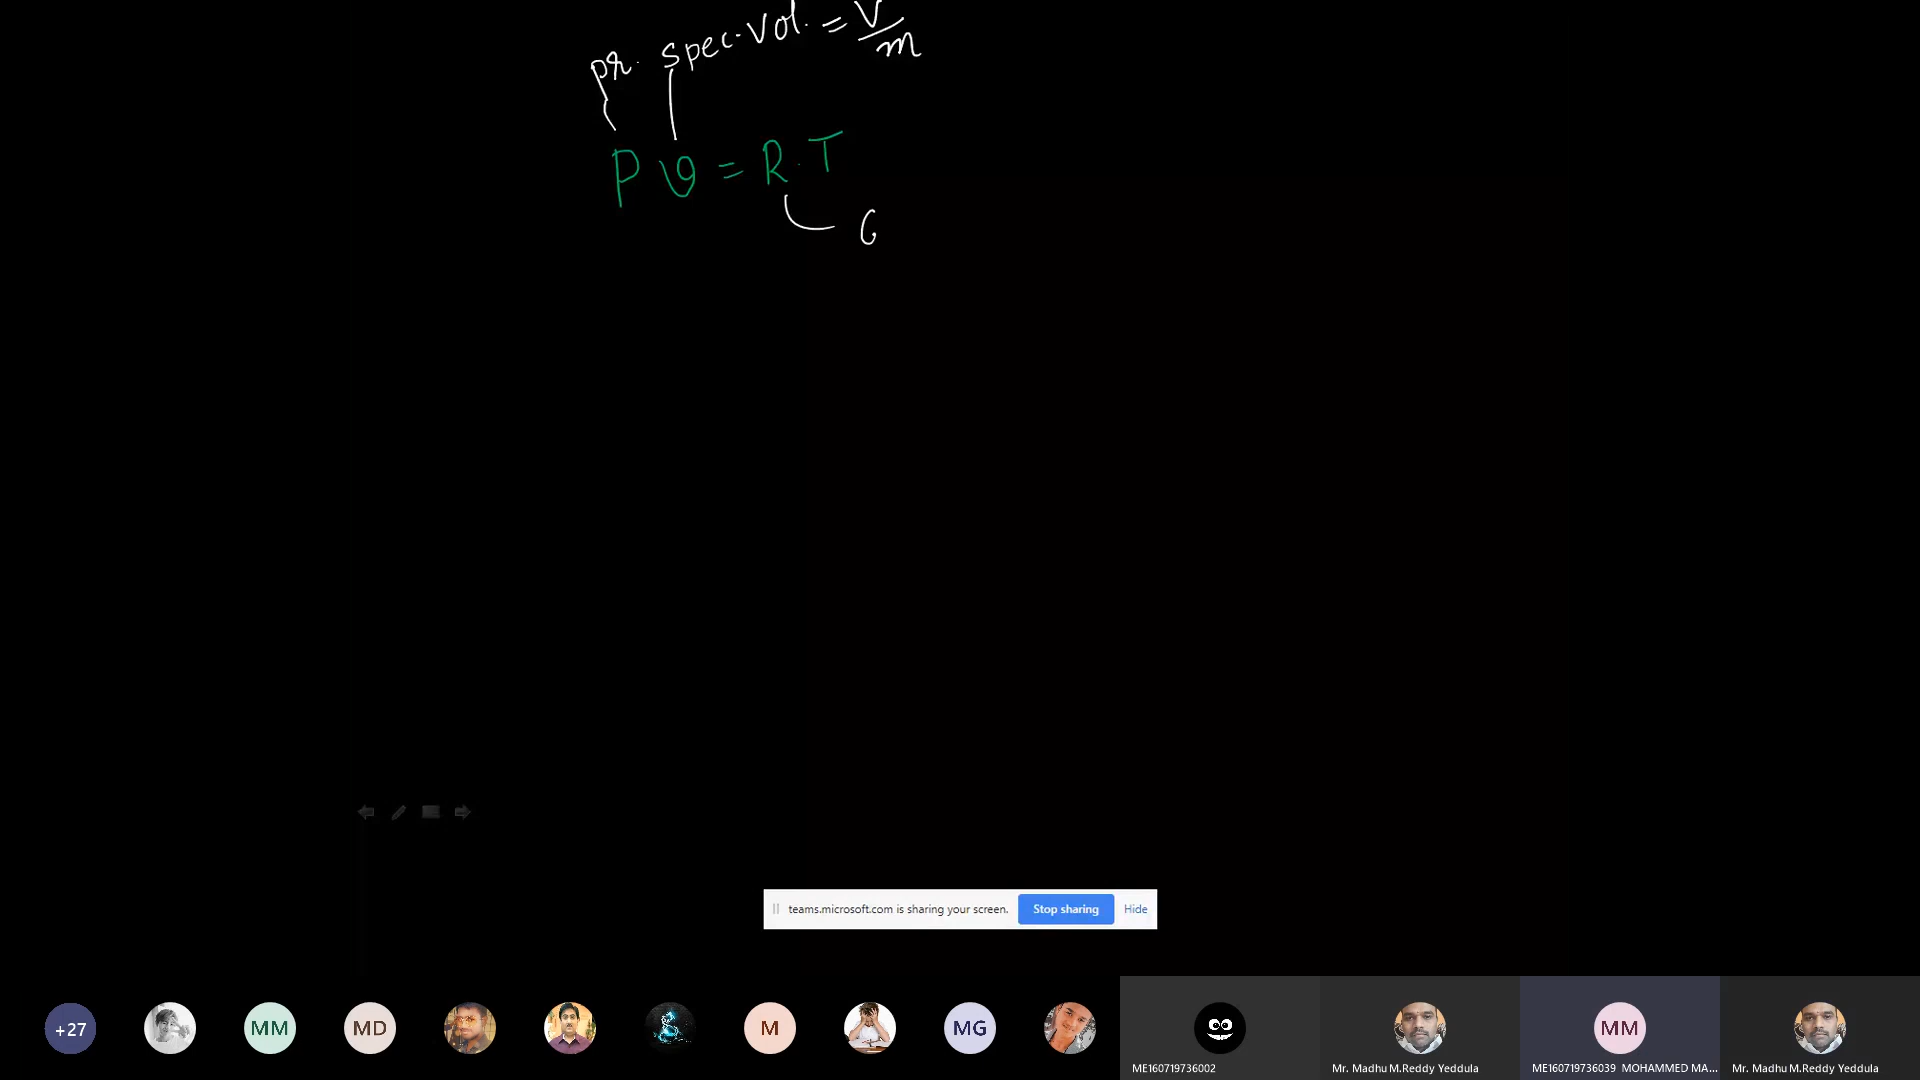 pr. spec. Vol. = V/m
P v = R. T
G
teams.microsoft.com is sharing your screen. Stop sharing Hide
+27 MM MD M MG MM
ME160719736002 Mr. Madhu M.Reddy Yeddula ME160719736039 MOHAMMED MA... Mr. Madhu M.Reddy Yeddula